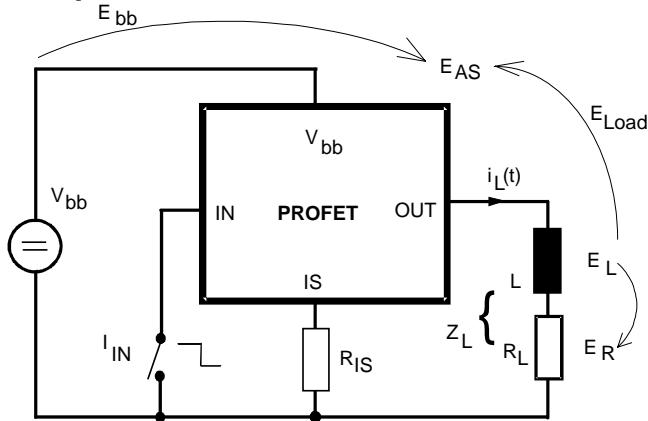 E bb
E AS
E Load
V bb
V bb
i L (t)
IN PROFET OUT
IS
L
E L
Z L {
I IN
R IS
R L
E R